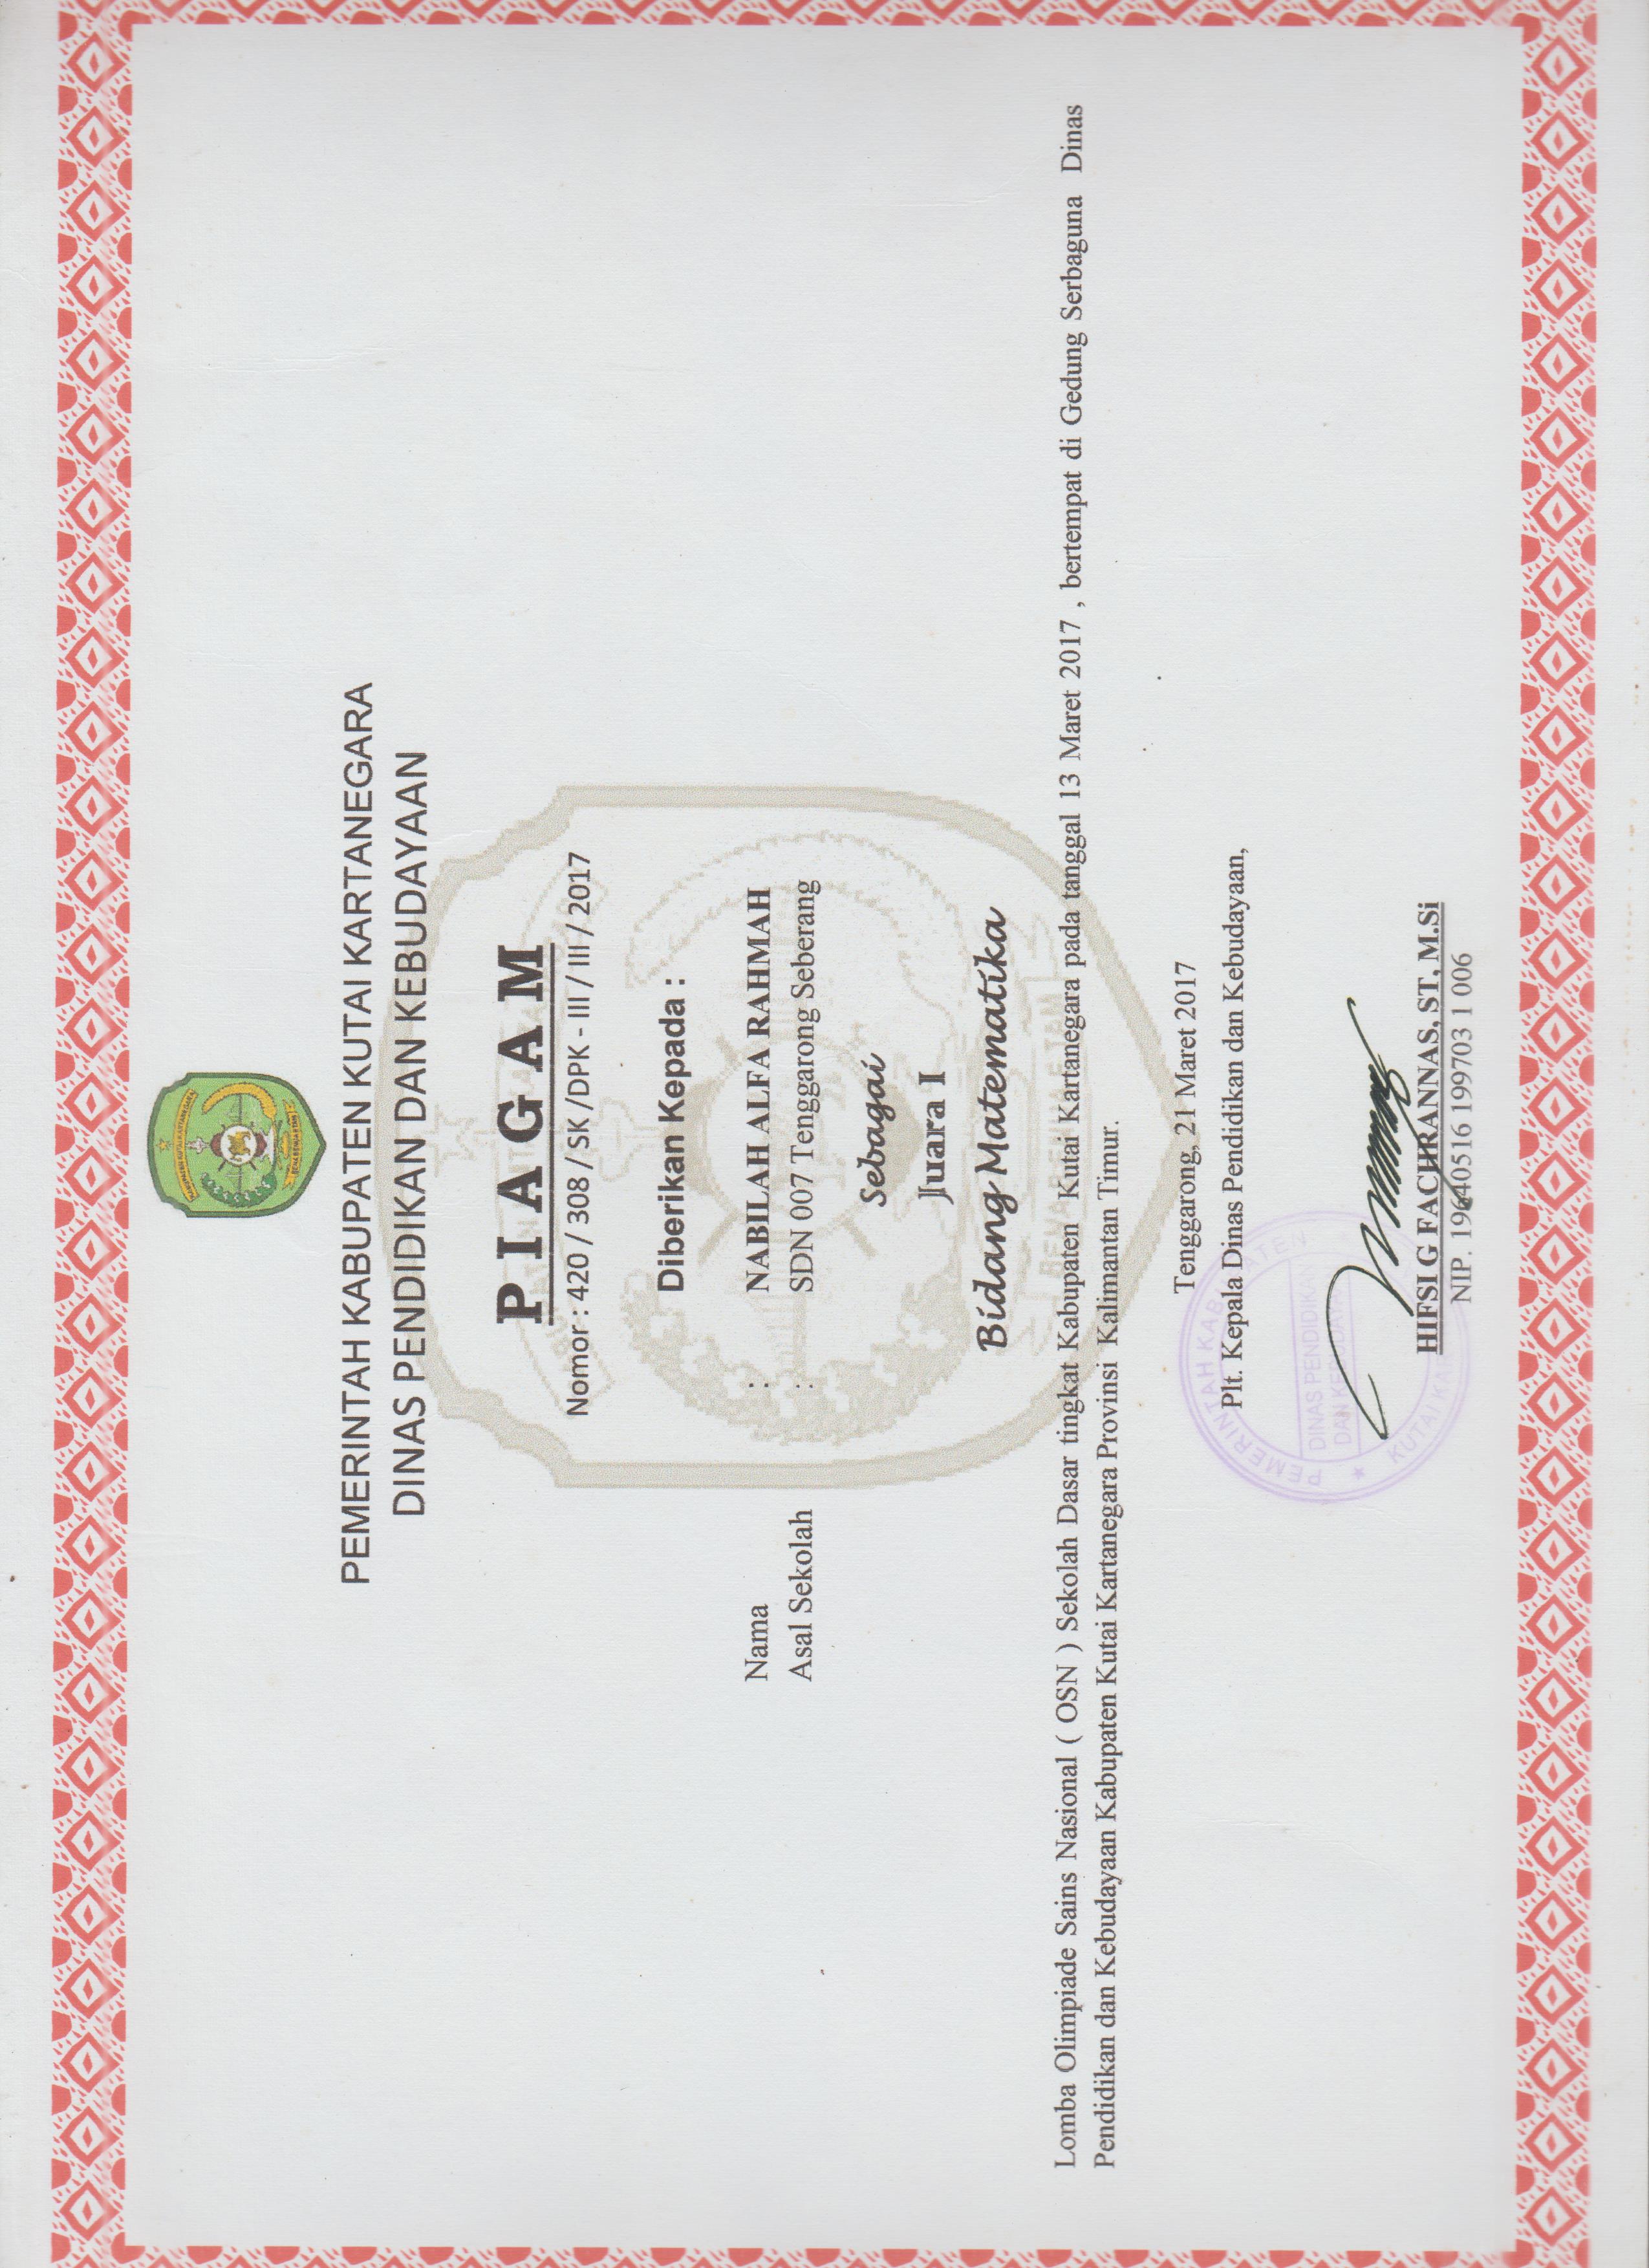 KABUPATEN KUTAI KARTANEGARA
BENA BENUA ETAM
PEMERINTAH KABUPATEN KUTAI KARTANEGARA
DINAS PENDIDIKAN DAN KEBUDAYAAN
PIAGAM
Nomor : 420 / 308 / SK /DPK - III / III / 2017
Diberikan Kepada :
Nama : NABILAH ALFA RAHMAH
Asal Sekolah : SDN 007 Tenggarong Seberang
Sebagai
Juara I
Bidang Matematika
BENA BENUA ETAM
Lomba Olimpiade Sains Nasional ( OSN ) Sekolah Dasar tingkat Kabupaten Kutai Kartanegara pada tanggal 13 Maret 2017 , bertempat di Gedung Serbaguna Dinas
Pendidikan dan Kebudayaan Kabupaten Kutai Kartanegara Provinsi Kalimantan Timur.
Tenggarong, 21 Maret 2017
Plt. Kepala Dinas Pendidikan dan Kebudayaan,
PEMERINTAH KABUPATEN
DINAS PENDIDIKAN
DAN KEBUDAYAAN
KUTAI
HIFSI G FACHRANNAS, ST, M.Si
NIP. 19640516 199703 1 006